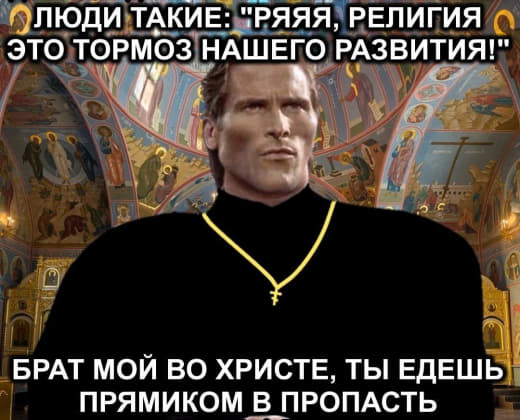 ЛЮДИ ТАКИЕ: "РЯЯЯ, РЕЛИГИЯ
ЭТО ТОРМОЗ НАШЕГО РАЗВИТИЯ!"
БРАТ МОЙ ВО ХРИСТЕ, ТЫ ЕДЕШЬ
ПРЯМИКОМ В ПРОПАСТЬ